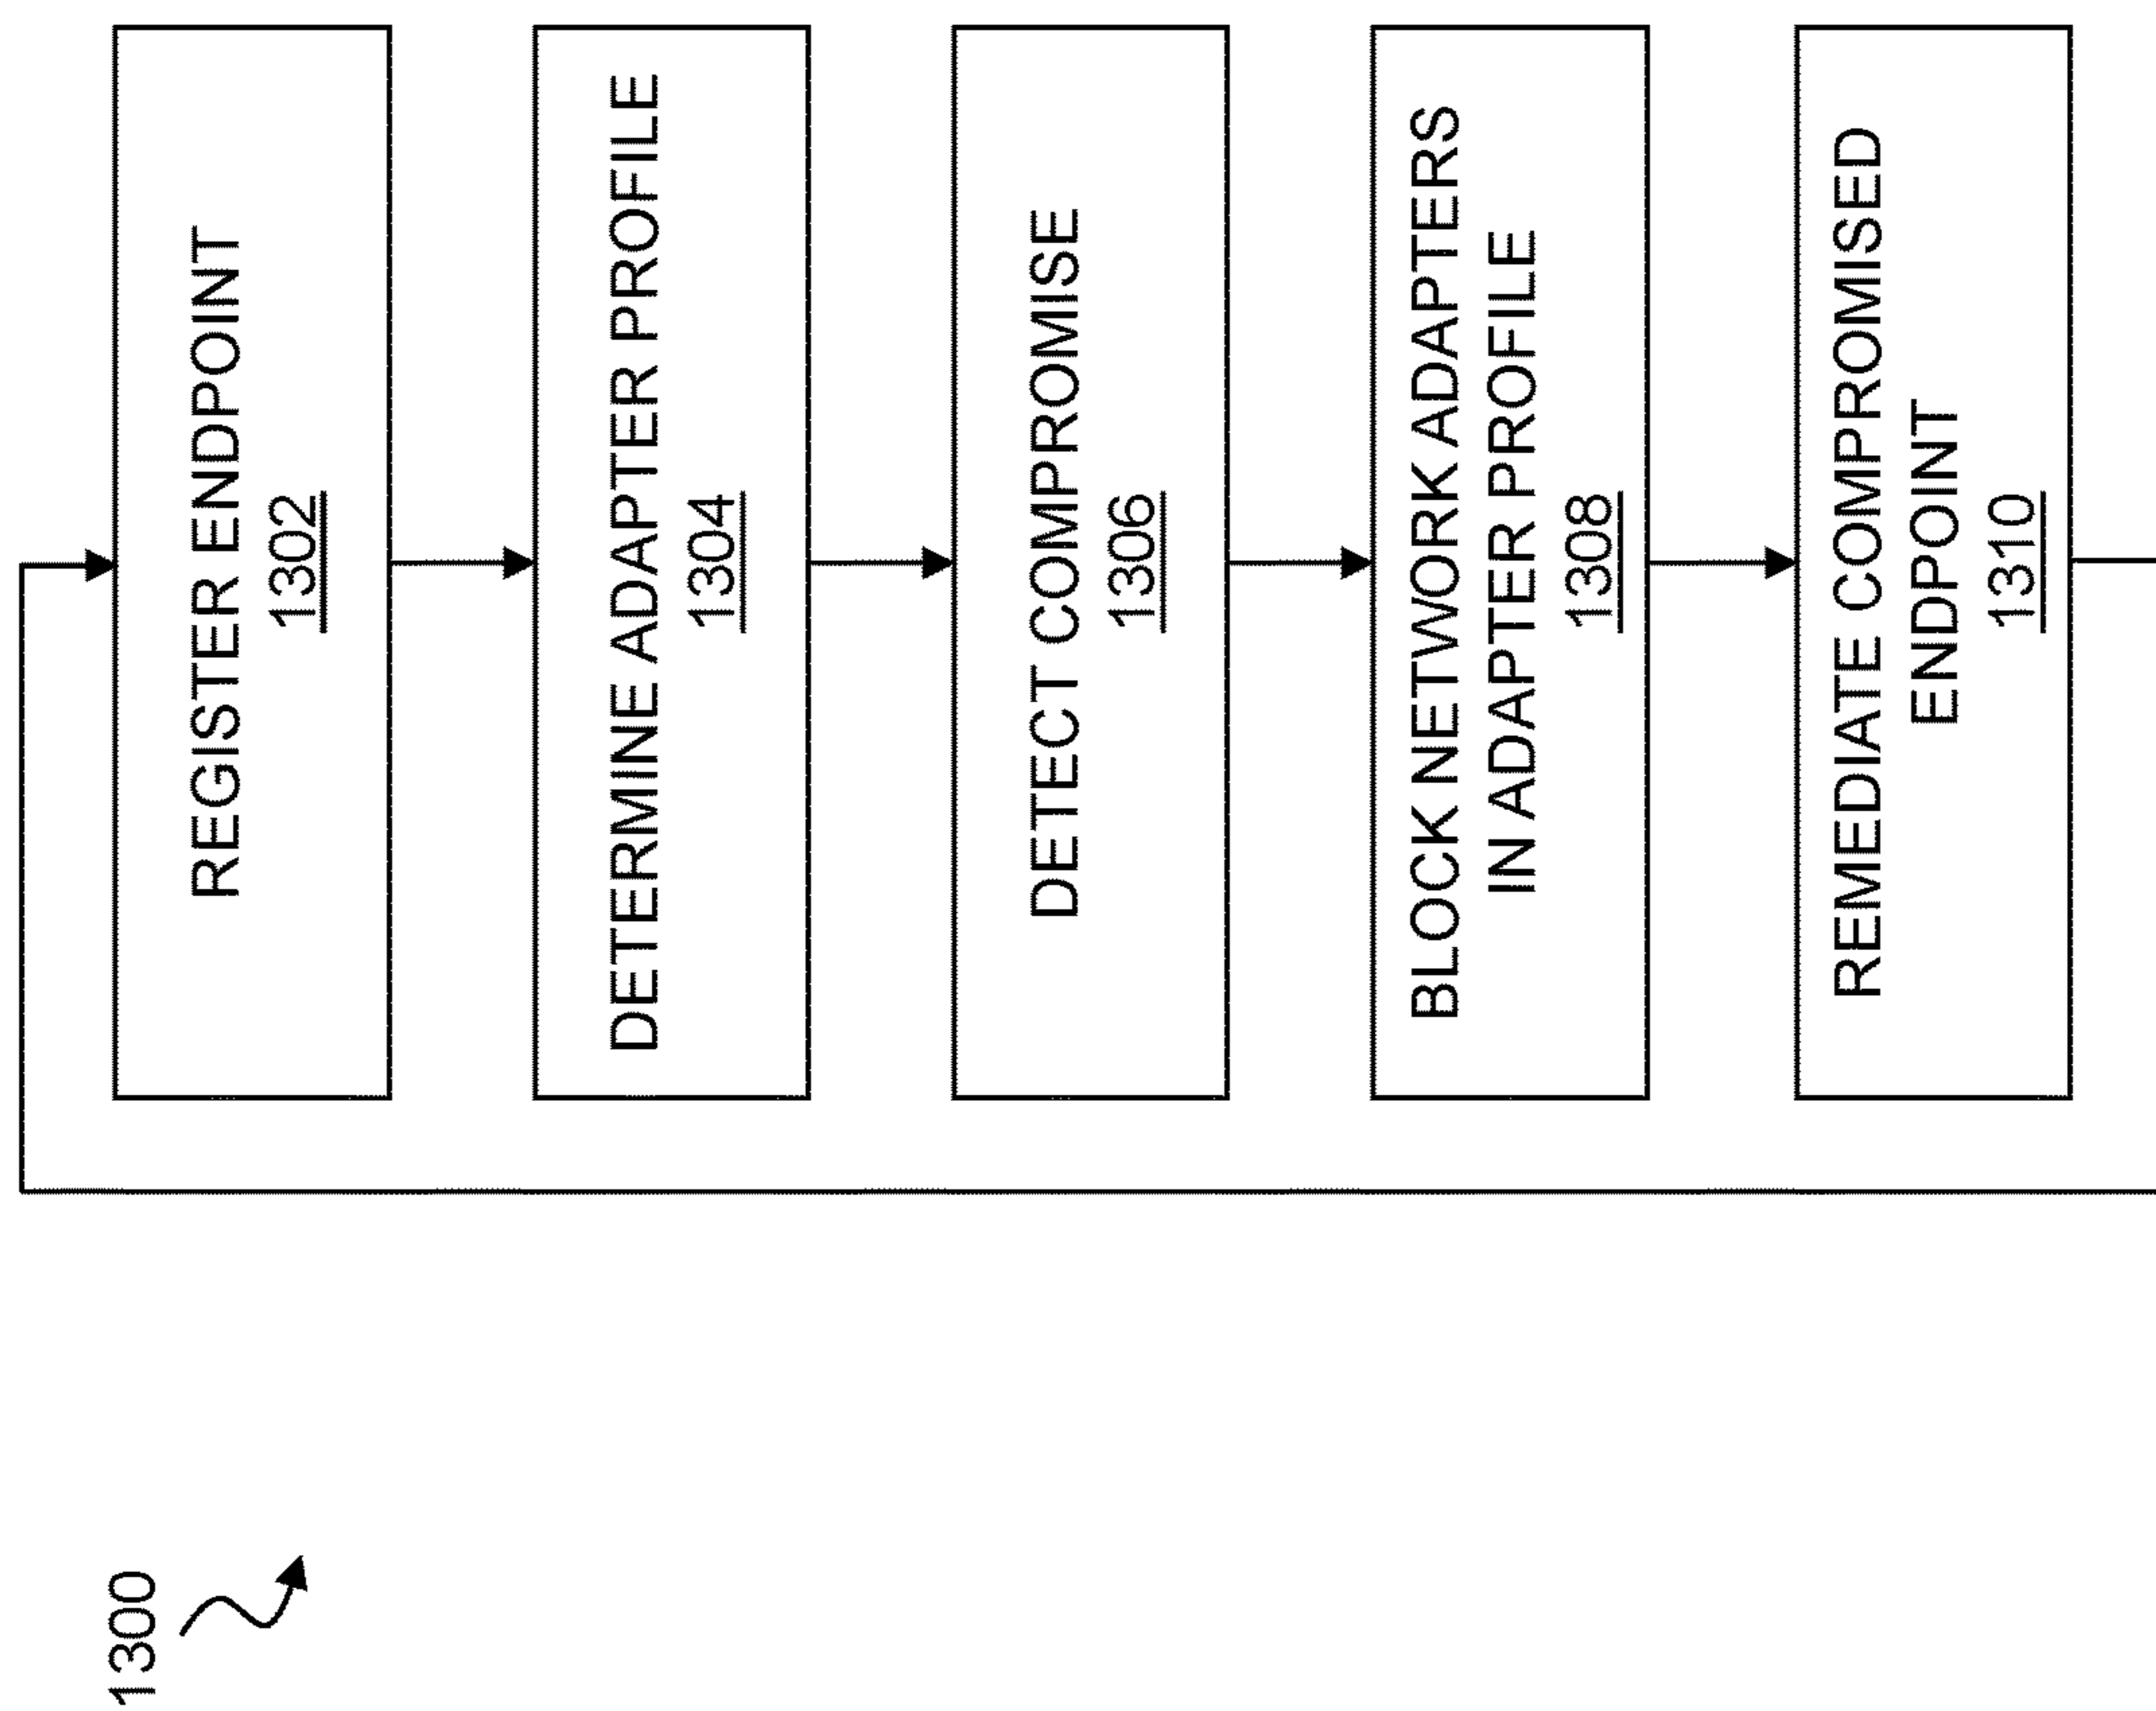 1300
REGISTER ENDPOINT
1302
DETERMINE ADAPTER PROFILE
1304
DETECT COMPROMISE
1306
BLOCK NETWORK ADAPTERS
IN ADAPTER PROFILE
1308
REMEDIATE COMPROMISED
ENDPOINT
1310